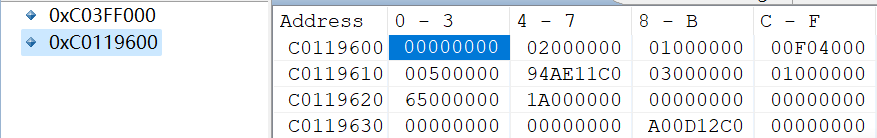 0xC03FF000
0xC0119600
Address 0 - 3 4 - 7 8 - B C - F
C0119600 00000000 02000000 01000000 00F04000
C0119610 00500000 94AE11C0 03000000 01000000
C0119620 65000000 1A000000 00000000 00000000
C0119630 00000000 00000000 A00D12C0 00000000